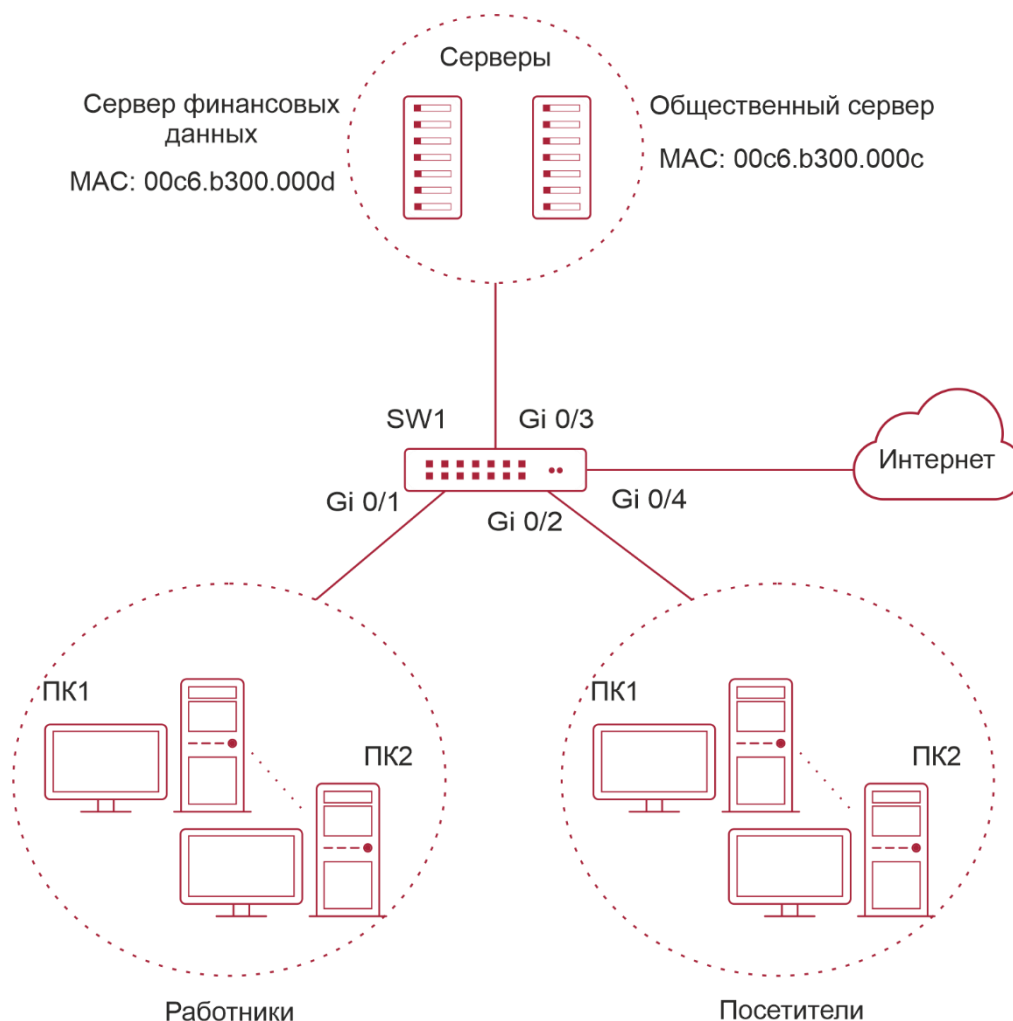 Серверы
Сервер финансовых
данных
MAC: 00c6.b300.000d
Общественный сервер
MAC: 00c6.b300.000c
SW1
Gi 0/3
Интернет
Gi 0/1
Gi 0/2
Gi 0/4
ПК1
ПК2
ПК1
ПК2
Работники
Посетители